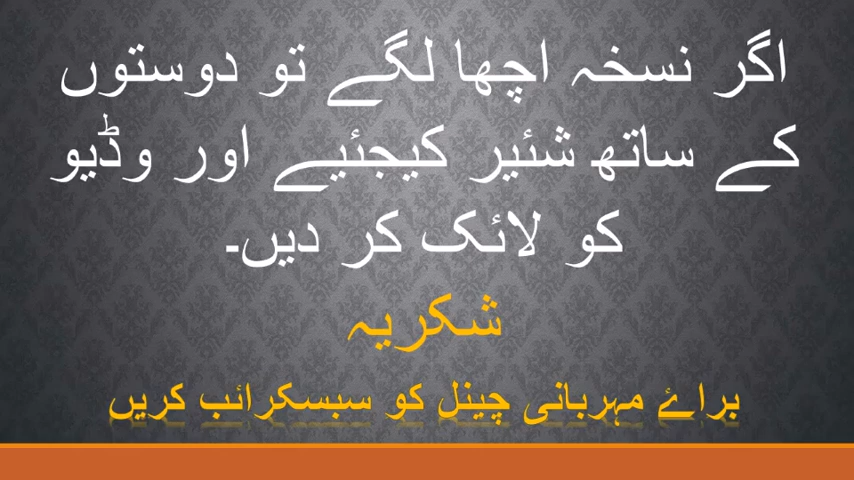 اگر نسخہ اچھا لگے تو دوستوں
کے ساتھ شئیر کیجئیے اور وڈیو
کو لائک کر دیں۔
شکریہ
براۓ مہربانی چینل کو سبسکرائب کریں